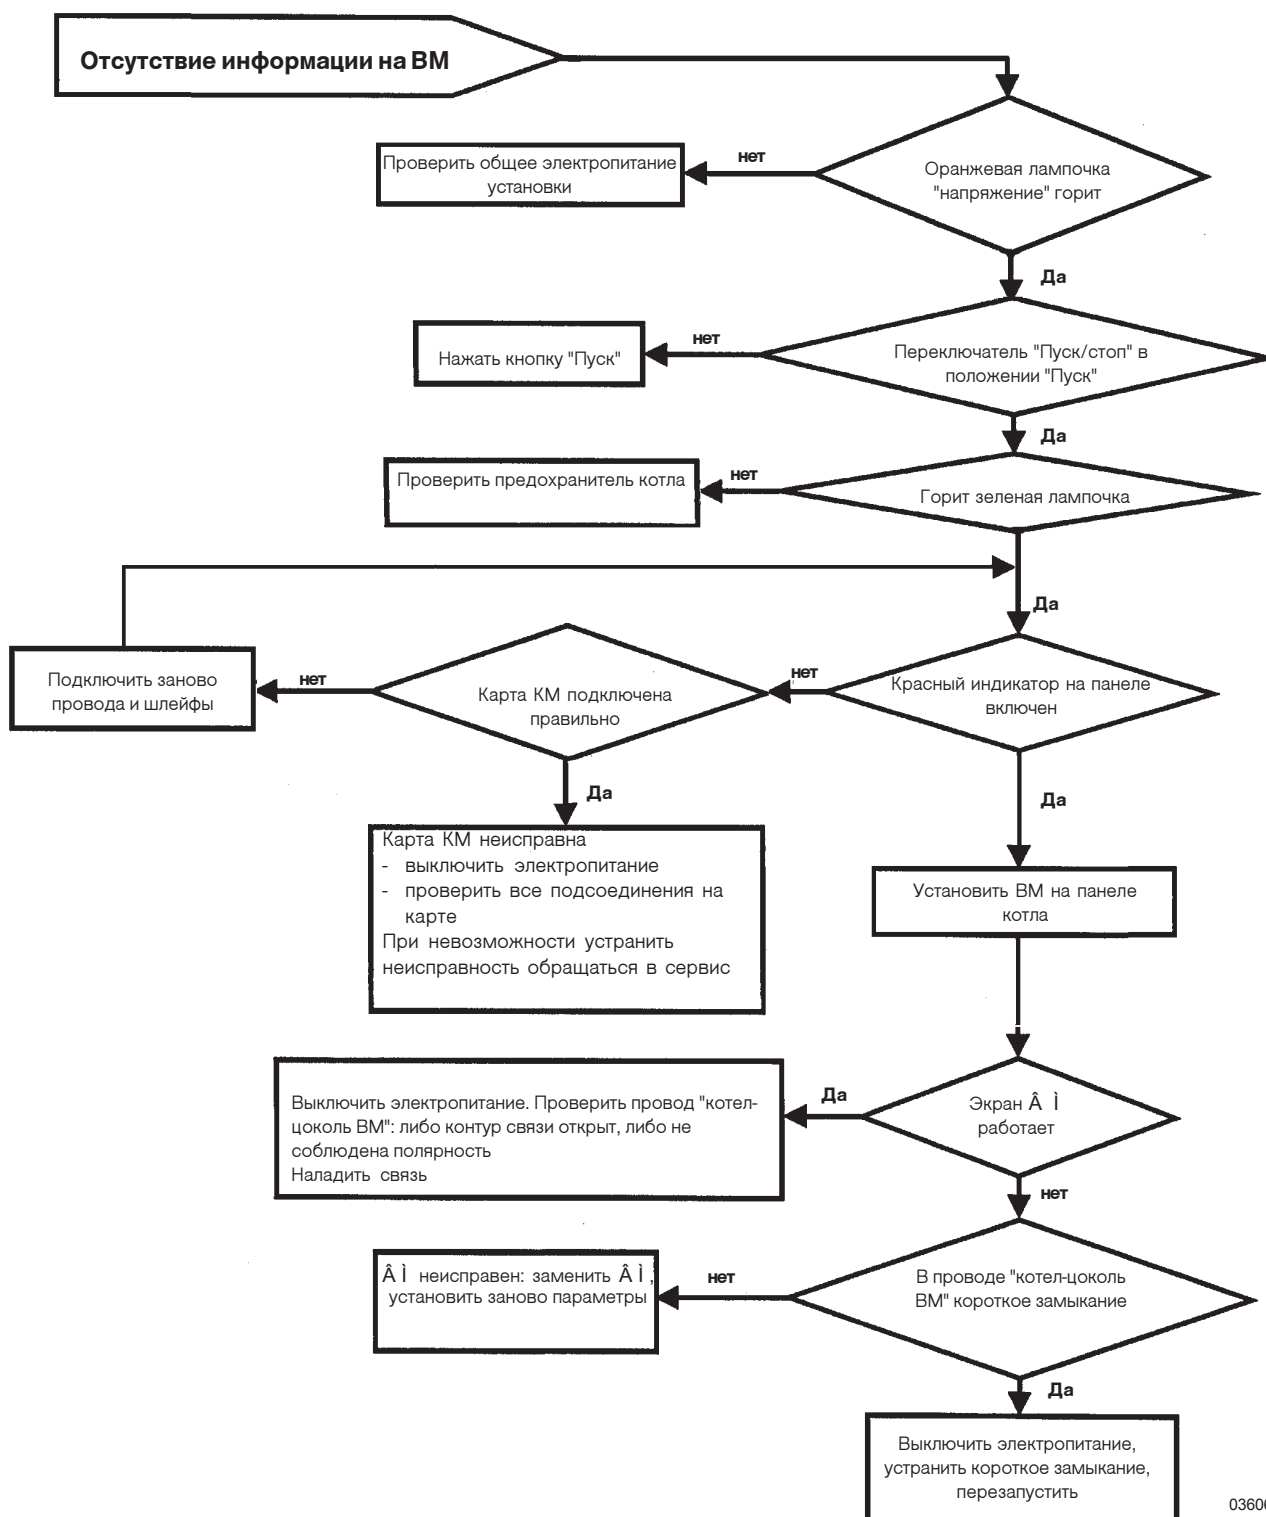 Отсутствие информации на ВМ
Оранжевая лампочка
"напряжение" горит
нет
Проверить общее электропитание
установки
Да
Переключатель "Пуск/стоп" в
положении "Пуск"
нет
Нажать кнопку "Пуск"
Да
Горит зеленая лампочка
нет
Проверить предохранитель котла
Да
Красный индикатор на панеле
включен
нет
Карта КМ подключена
правильно
нет
Подключить заново
провода и шлейфы
Да
Карта КМ неисправна
- выключить электропитание
- проверить все подсоединения на
карте
При невозможности устранить
неисправность обращаться в сервис
Да
Установить ВМ на панеле
котла
Экран Â Ì
работает
Да
Выключить электропитание. Проверить провод "котел-
цоколь ВМ": либо контур связи открыт, либо не
соблюдена полярность
Наладить связь
нет
В проводе "котел-цоколь
ВМ" короткое замыкание
нет
Â Ì неисправен: заменить Â Ì,
установить заново параметры
Да
Выключить электропитание,
устранить короткое замыкание,
перезапустить
03606